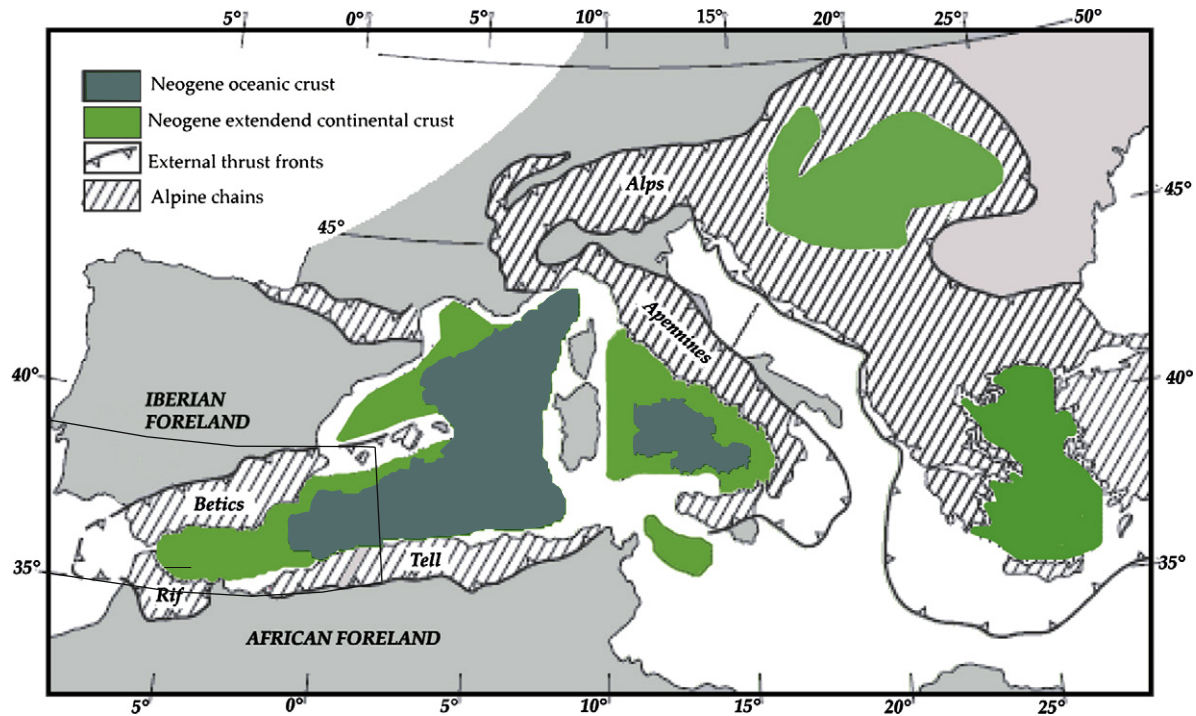 5° 0° 5° 10° 15° 20° 25° 50°
Neogene oceanic crust
Neogene extendend continental crust
External thrust fronts
Alpine chains
Alps
45°
45°
Apennines
40°
40°
IBERIAN
FORELAND
Betics
35°
Tell
35°
Rif
AFRICAN FORELAND
5° 0° 5° 10° 15° 20° 25°